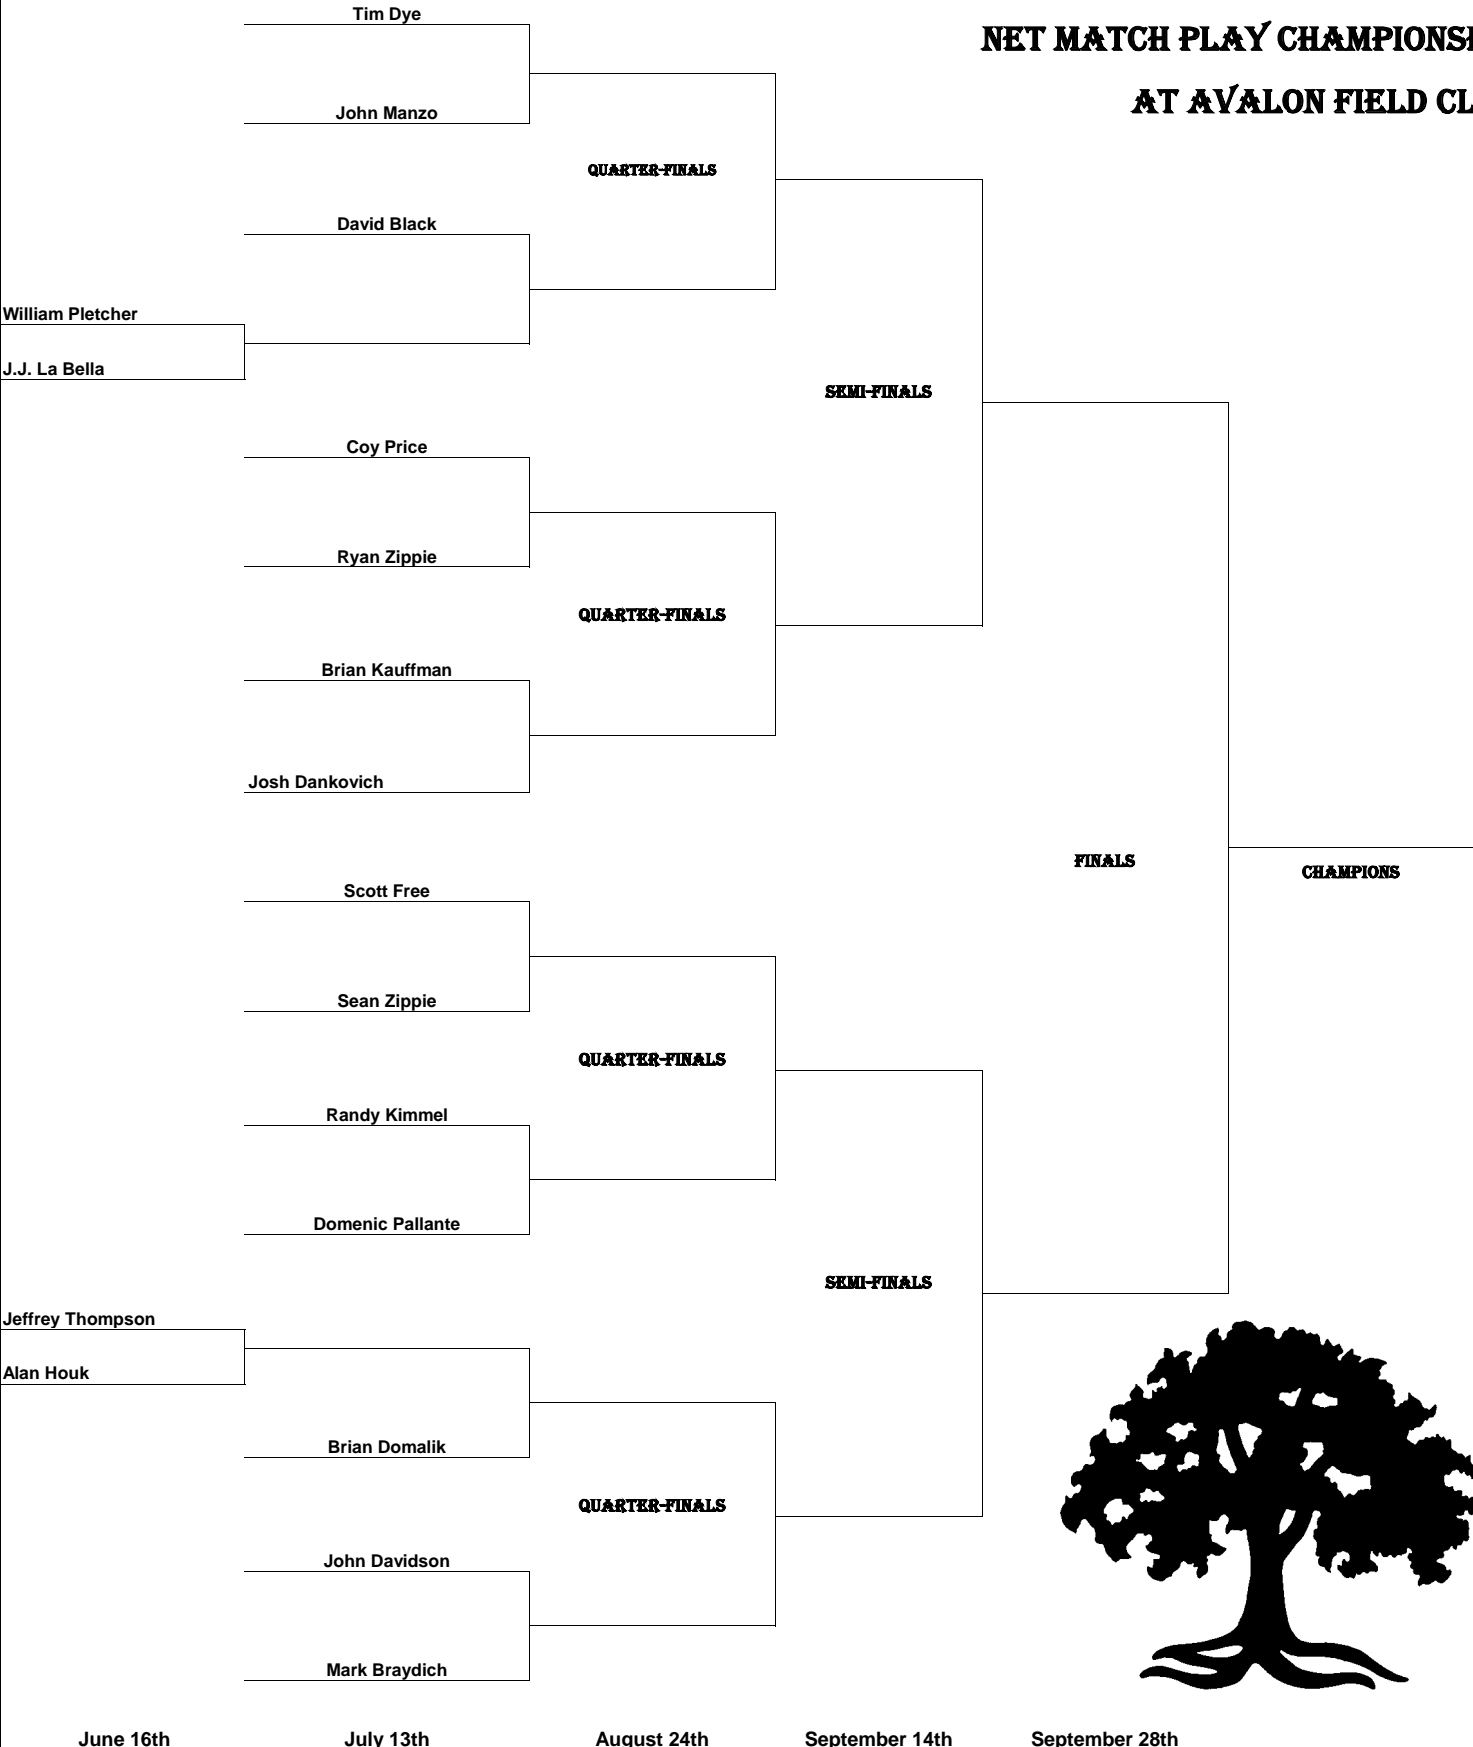 Tim Dye
NET MATCH PLAY
AT AVALON FIELD
John Manzo
QUARTER-FINALS
David Black
William Pletcher
J.J. La Bella
SEMI-FINALS
Coy Price
Ryan Zippie
QUARTER-FINALS
Brian Kauffman
Josh Dankovich
FINALS
CHAMPIONS
Scott Free
Sean Zippie
QUARTER-FINALS
Randy Kimmel
Domenic Pallante
SEMI-FINALS
Jeffrey Thompson
Alan Houk
Brian Domalik
QUARTER-FINALS
John Davidson
Mark Braydich
June 16th July 13th August 24th September 14th September 28th